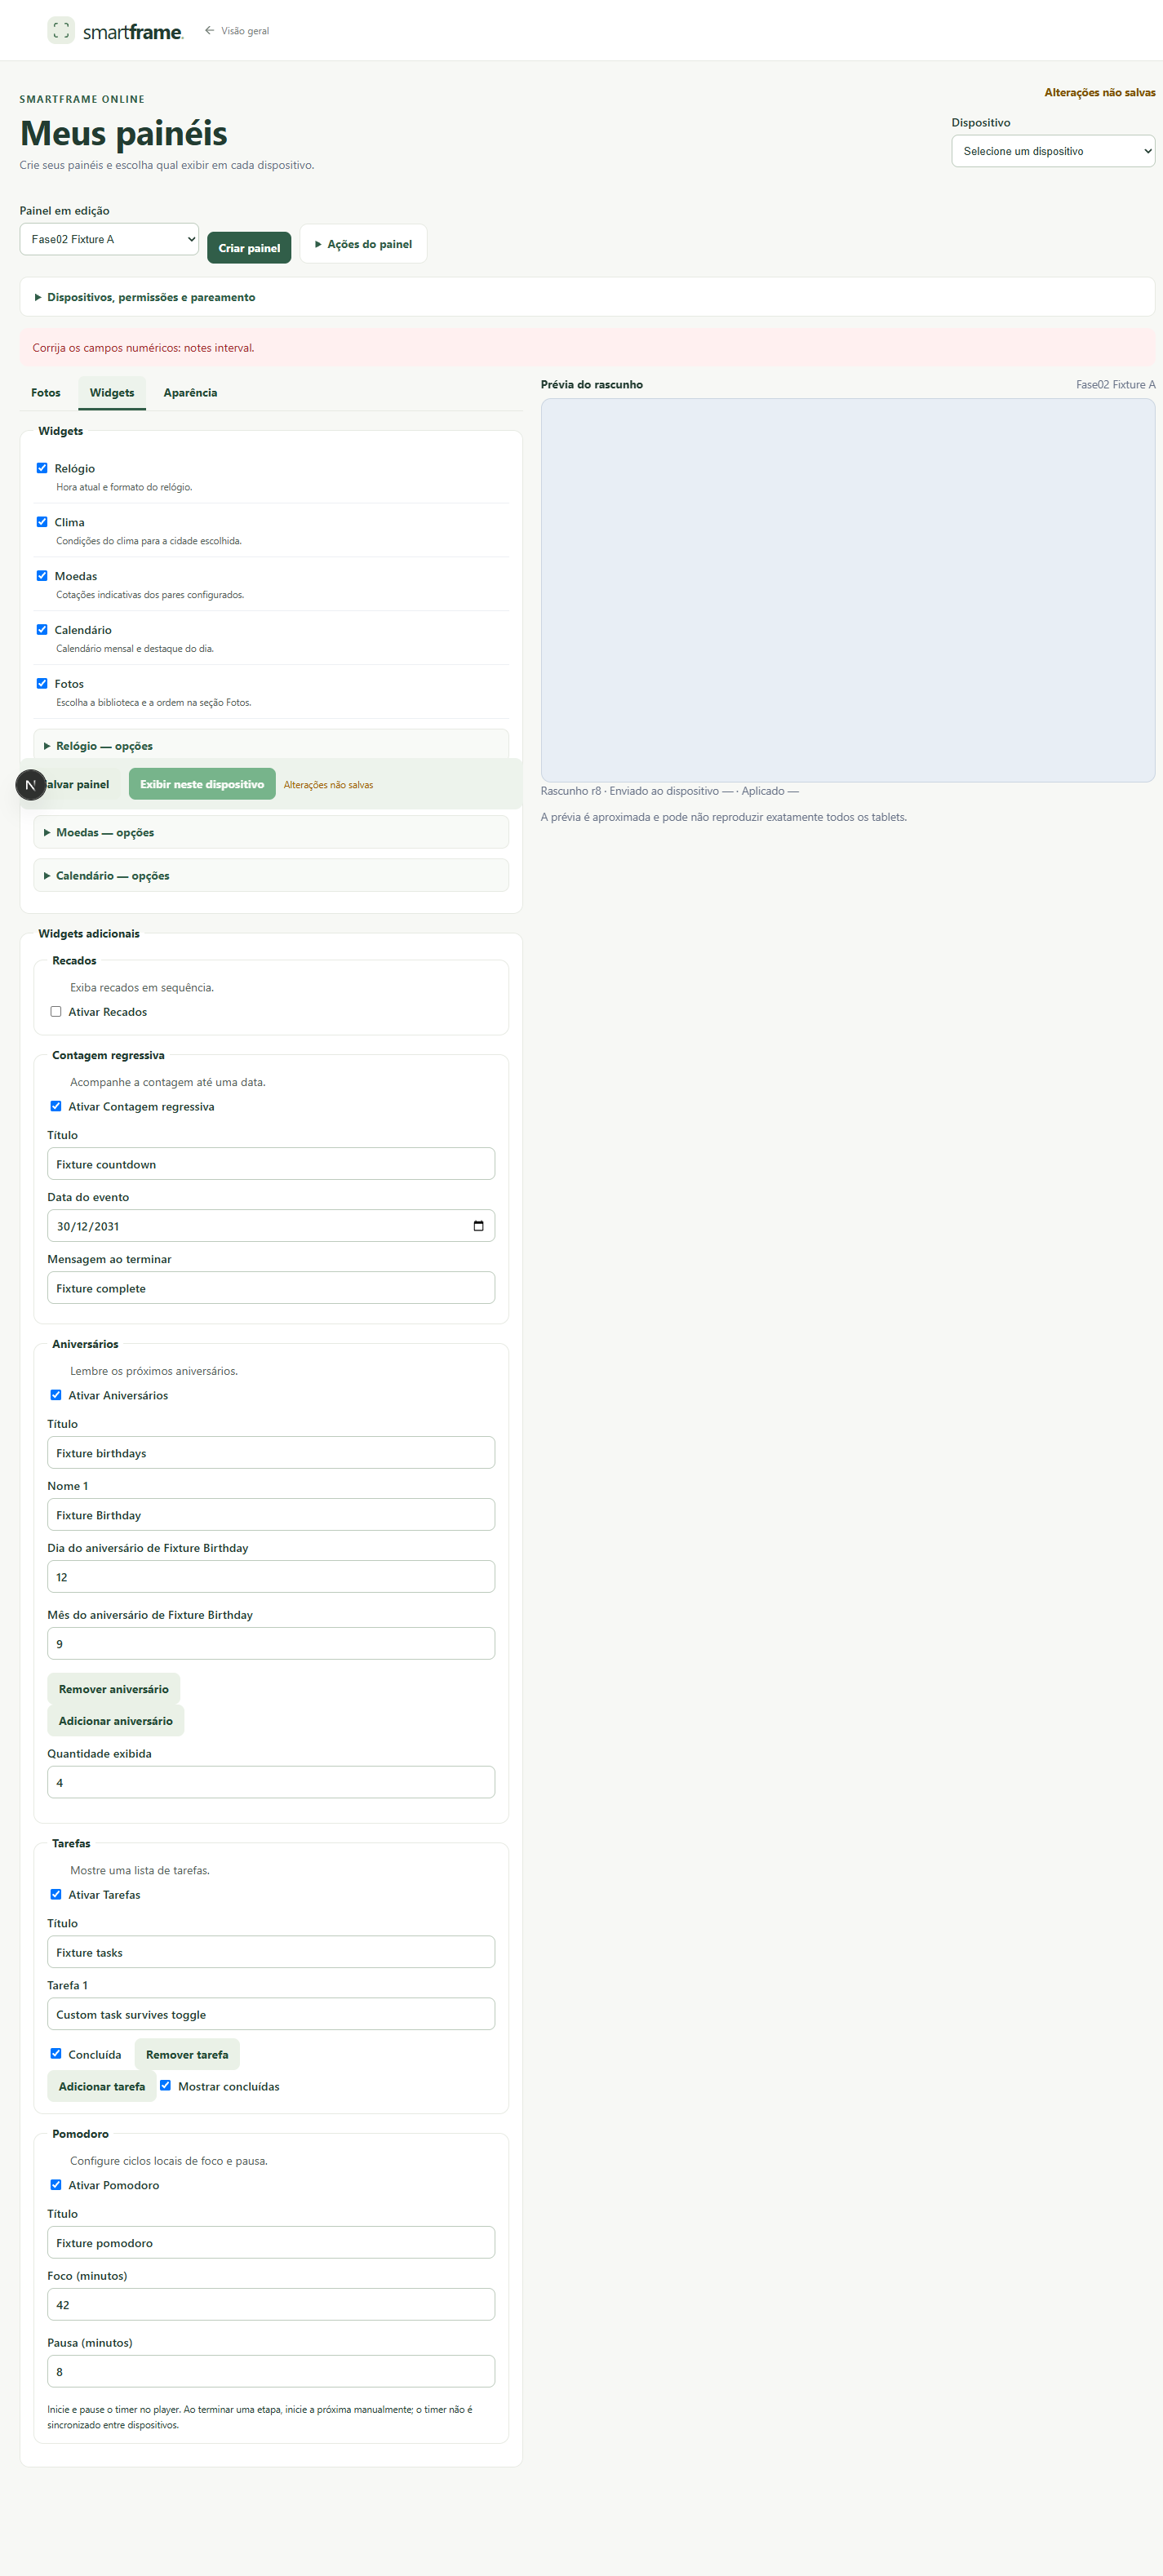 smartframe.
← Visão geral
SMARTFRAME ONLINE
Meus painéis
Crie seus painéis e escolha qual exibir em cada dispositivo.
Alterações não salvas
Dispositivo
Selecione um dispositivo
Painel em edição
Fase02 Fixture A
Criar painel
Ações do painel
Dispositivos, permissões e pareamento
Corrija os campos numéricos: notes interval.
Fotos
Widgets
Aparência
Widgets
Relógio
Hora atual e formato do relógio.
Clima
Condições do clima para a cidade escolhida.
Moedas
Cotações indicativas dos pares configurados.
Calendário
Calendário mensal e destaque do dia.
Fotos
Escolha a biblioteca e a ordem na seção Fotos.
Relógio — opções
N
alvar painel
Exibir neste dispositivo
Alterações não salvas
Moedas — opções
Calendário — opções
Prévia do rascunho
Fase02 Fixture A
Rascunho r8 · Enviado ao dispositivo — · Aplicado —
A prévia é aproximada e pode não reproduzir exatamente todos os tablets.
Widgets adicionais
Recados
Exiba recados em sequência.
Ativar Recados
Contagem regressiva
Acompanhe a contagem até uma data.
Ativar Contagem regressiva
Título
Fixture countdown
Data do evento
30/12/2031
Mensagem ao terminar
Fixture complete
Aniversários
Lembre os próximos aniversários.
Ativar Aniversários
Título
Fixture birthdays
Nome 1
Fixture Birthday
Dia do aniversário de Fixture Birthday
12
Mês do aniversário de Fixture Birthday
9
Remover aniversário
Adicionar aniversário
Quantidade exibida
4
Tarefas
Mostre uma lista de tarefas.
Ativar Tarefas
Título
Fixture tasks
Tarefa 1
Custom task survives toggle
Concluída
Remover tarefa
Adicionar tarefa
Mostrar concluídas
Pomodoro
Configure ciclos locais de foco e pausa.
Ativar Pomodoro
Título
Fixture pomodoro
Foco (minutos)
42
Pausa (minutos)
8
Inicie e pause o timer no player. Ao terminar uma etapa, inicie a próxima manualmente; o timer não é
sincronizado entre dispositivos.